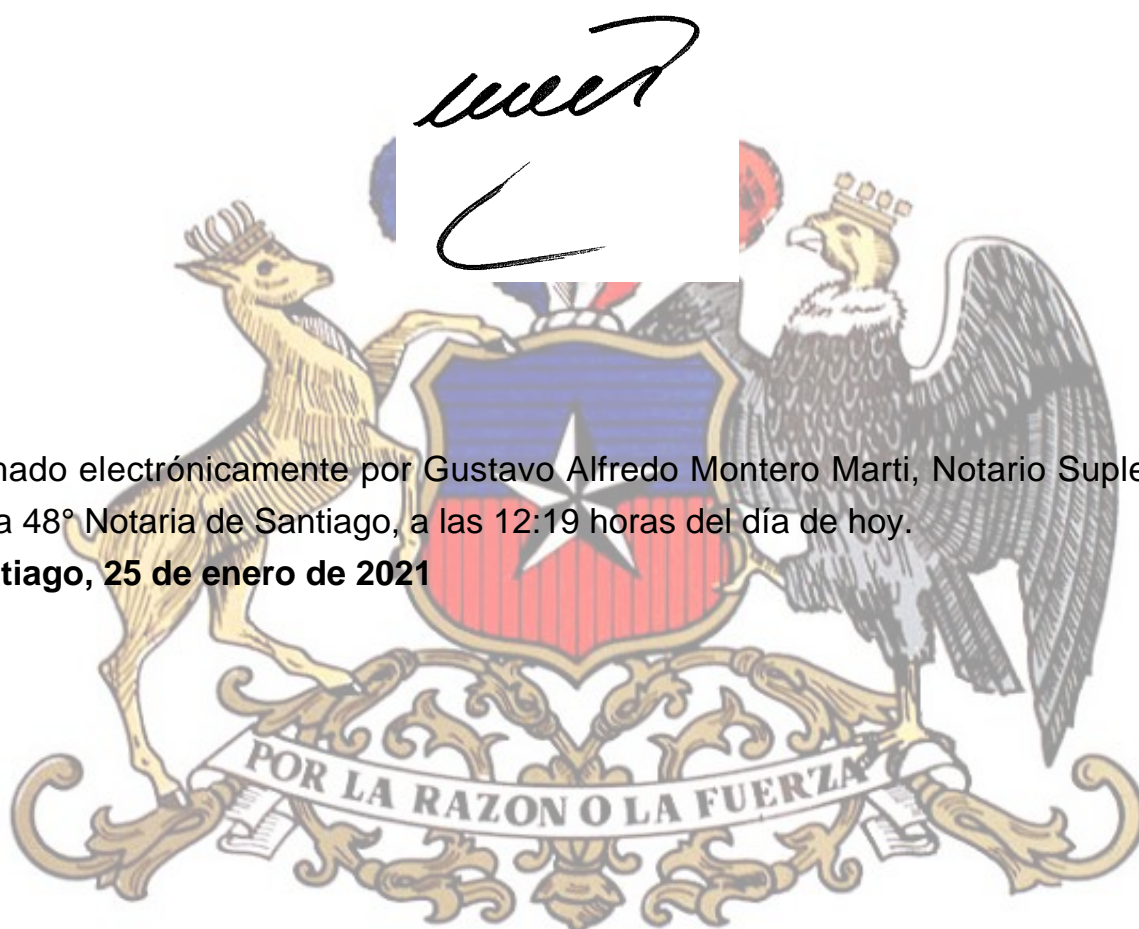 nado electrónicamente por Gustavo Alfredo Montero Marti, Notario Suple
a 48° Notaria de Santiago, a las 12:19 horas del día de hoy.
tiago, 25 de enero de 2021
POR LA RAZON O LA FUERZA